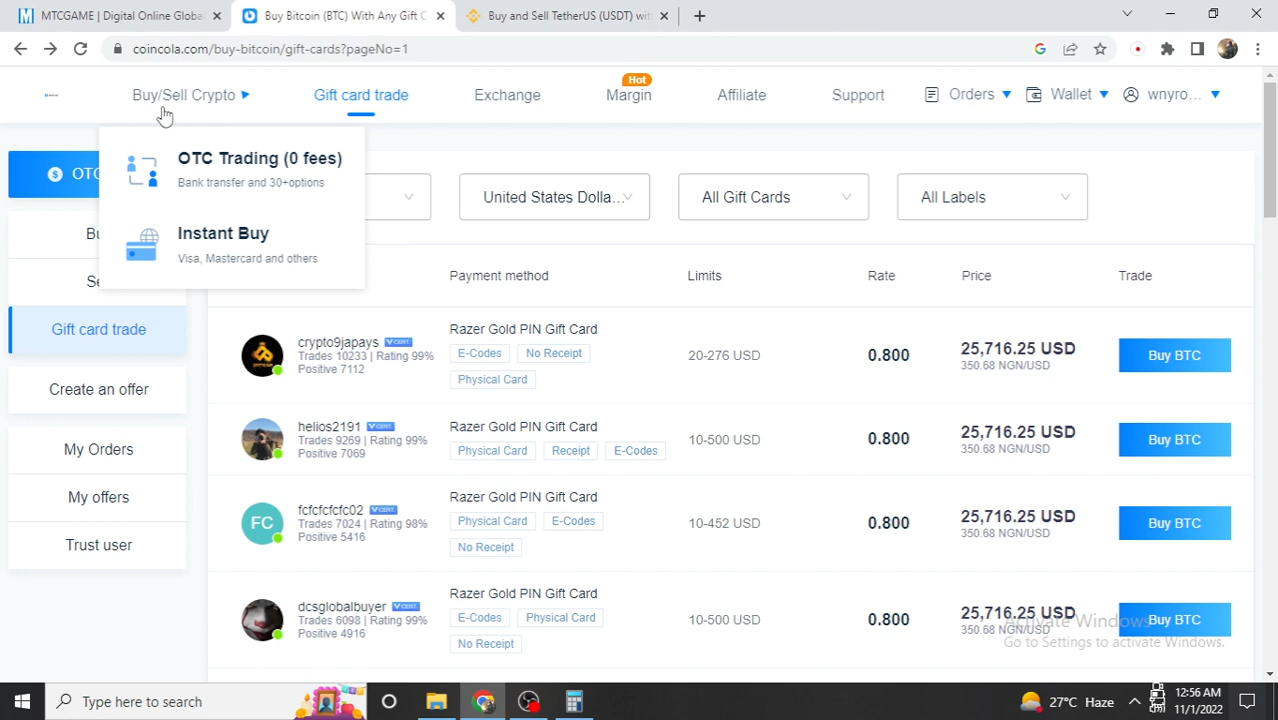 MTCGAME | Digital Online Globa
Buy Bitcoin (BTC) With Any Gift C
Buy and Sell TetherUS (USDT) wit
coincola.com/buy-bitcoin/gift-cards?pageNo=1
Buy/Sell Crypto
Gift card trade
Exchange
Hot
Margin
Affiliate
Support
Orders
Wallet
wnyro...
OTC Trading (0 fees)
Bank transfer and 30+options
Instant Buy
Visa, Mastercard and others
$ OTC
Bu
Se
Gift card trade
Create an offer
My Orders
My offers
Trust user
United States Dolla...
All Gift Cards
All Labels
Payment method
Limits
Rate
Price
Trade
crypto9japays V CERT.
Trades 10233 | Rating 99%
Positive 7112
Razer Gold PIN Gift Card
E-Codes
No Receipt
Physical Card
20-276 USD
0.800
25,716.25 USD
350.68 NGN/USD
Buy BTC
helios2191 V CERT.
Trades 9269 | Rating 99%
Positive 7069
Razer Gold PIN Gift Card
Physical Card
Receipt
E-Codes
10-500 USD
0.800
25,716.25 USD
350.68 NGN/USD
Buy BTC
FC
fcfcfcfcfc02 V CERT.
Trades 7024 | Rating 98%
Positive 5416
Razer Gold PIN Gift Card
Physical Card
E-Codes
No Receipt
10-452 USD
0.800
25,716.25 USD
350.68 NGN/USD
Buy BTC
dcsglobalbuyer V CERT.
Trades 6098 | Rating 99%
Positive 4916
Razer Gold PIN Gift Card
E-Codes
Physical Card
No Receipt
10-500 USD
0.800
25,716.25 USD
350.68 NGN/USD
Buy BTC
Activate Windows
Go to Settings to activate Windows.
Type here to search
27°C Haze
12:56 AM
11/1/2022